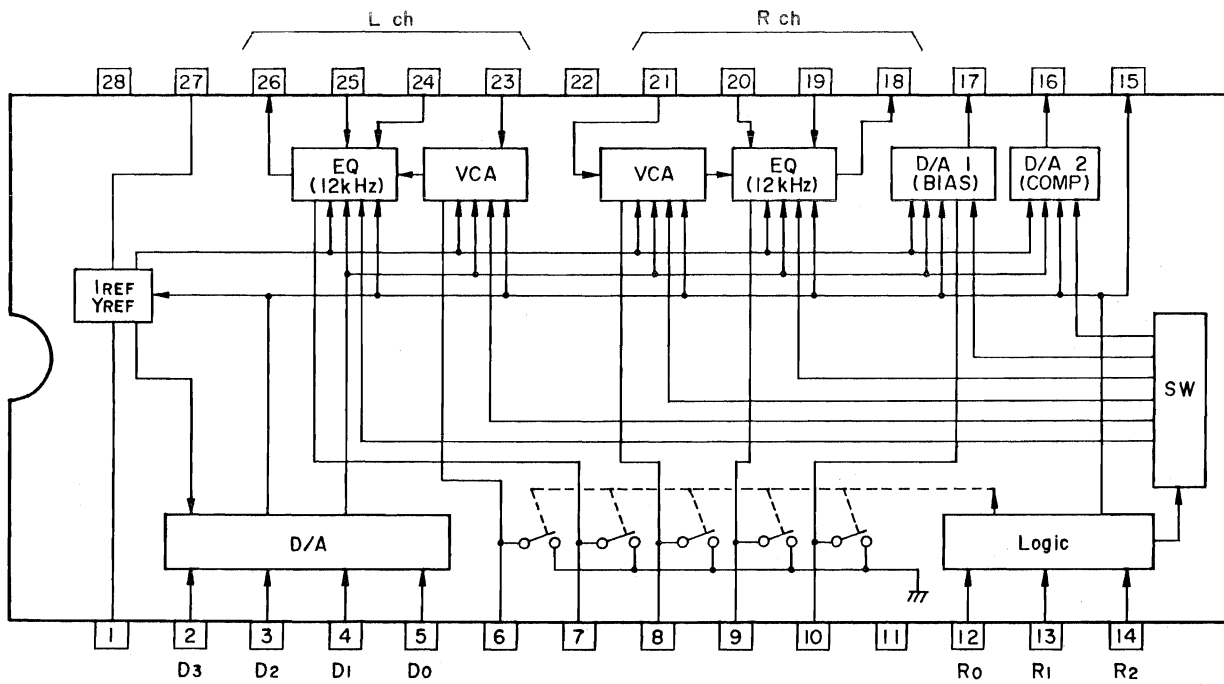 L ch R ch
28 27 26 25 24 23 22 21 20 19 18 17 16 15
EQ (12kHz) VCA VCA EQ (12kHz) D/A 1 (BIAS) D/A 2 (COMP)
IREF
VREF
SW
D/A Logic
1 2 3 4 5 6 7 8 9 10 11 12 13 14
D3 D2 D1 D0 R0 R1 R2